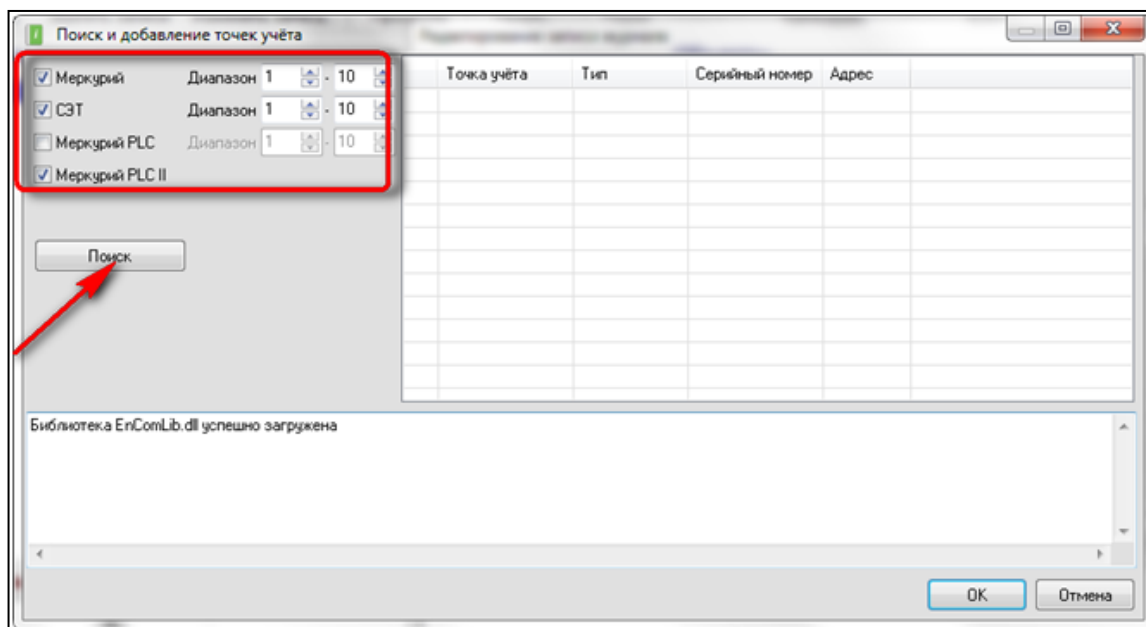 Поиск и добавление точек учёта
Меркурий Диапазон 1 - 10
СЭТ Диапазон 1 - 10
Меркурий PLC Диапазон 1 - 10
Меркурий PLC II
Поиск
Точка учёта Тип Серийный номер Адрес
Библиотека EnComLib.dll успешно загружена
OK Отмена